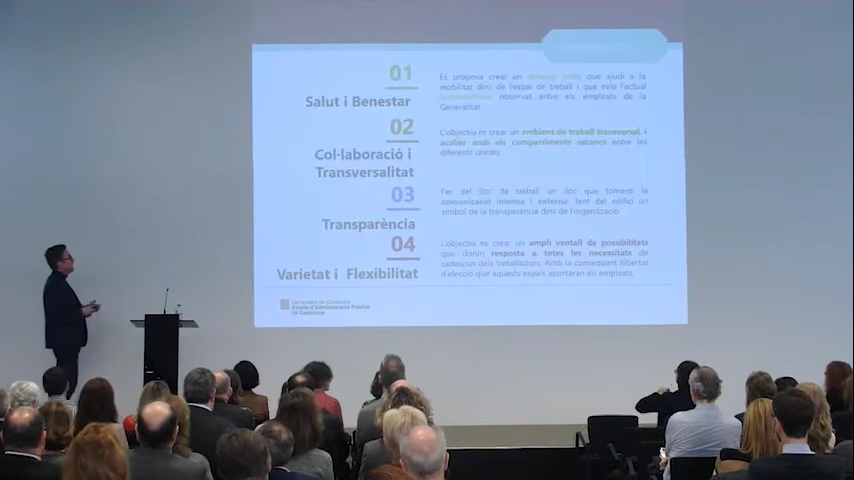 01
Salut i Benestar
Es proposa crear un disseny actiu que ajudi a la
mobilitat dins de l'espai de treball i que eviti l'actual
observat entre els empleats de la
Generalitat.
02
Col·laboració i
Transversalitat
L'objectiu es crear un ambient de treball transversal, i
acabar amb els compartiments estancs entre les
diferents unitats.
03
Transparència
Fer del lloc de treball un lloc que fomenti la
comunicació interna i externa, fent del edifici un
símbol de la transparència dins de l'organització.
04
Varietat i Flexibilitat
L'objectiu es crear un ampli ventall de possibilitats
que donin resposta a totes les necessitats de
cadascun dels treballadors. Amb la conseqüent llibertat
d'elecció que aquests espais aportaran als empleats.
Generalitat de Catalunya
Escola d'Administració Pública
de Catalunya